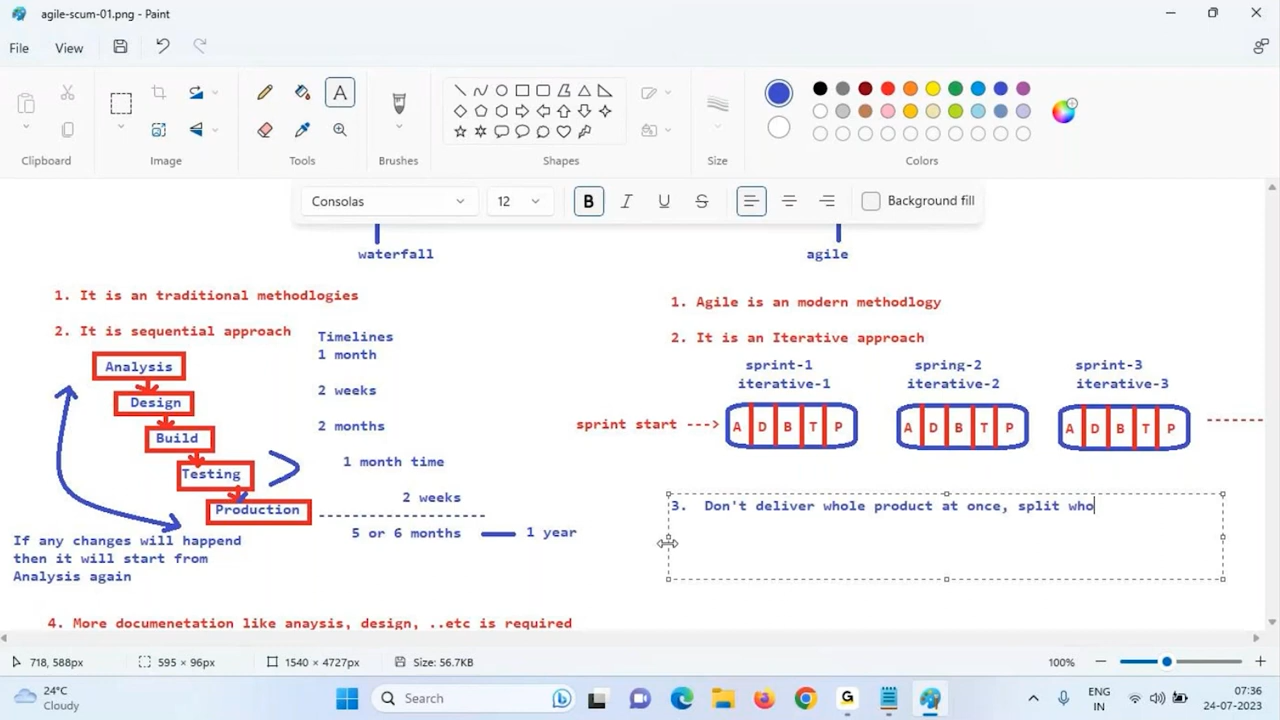 agile-scum-01.png - Paint
File
View
Clipboard
Image
Tools
Brushes
Shapes
Size
Colors
Consolas
12
B
Background fill
waterfall
1. It is an traditional methodlogies
2. It is sequential approach
Analysis
Design
Build
Testing
Production
Timelines
1 month
2 weeks
2 months
1 month time
2 weeks
--------------------
5 or 6 months
1 year
If any changes will happend
then it will start from
Analysis again
4. More documenetation like anaysis, design, ..etc is required
agile
1. Agile is an modern methodlogy
2. It is an Iterative approach
sprint-1
iterative-1
spring-2
iterative-2
sprint-3
iterative-3
sprint start --->
A D B T P
A D B T P
A D B T P
-------
3. Don't deliver whole product at once, split who
718, 588px
595 × 96px
1540 × 4727px
Size: 56.7KB
100%
24°C
Cloudy
Search
ENG
IN
07:36
24-07-2023